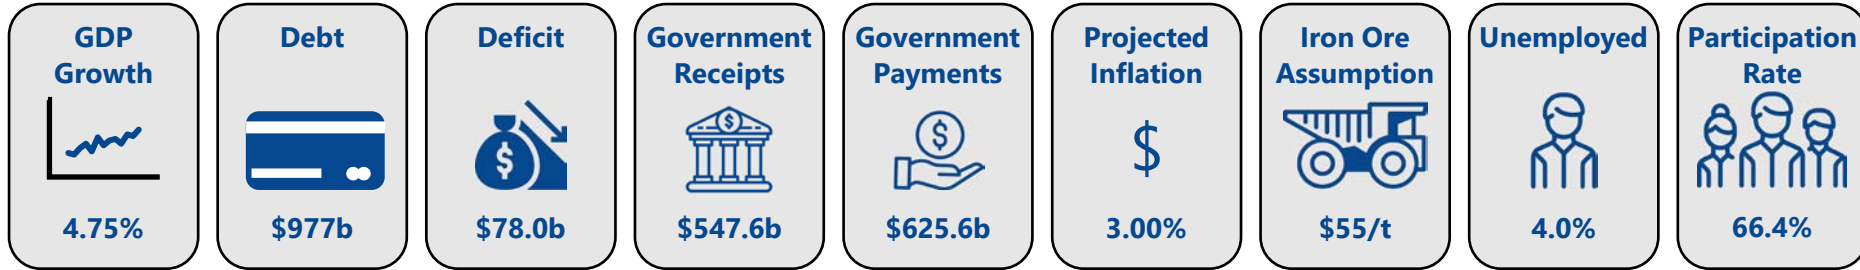 GDP
Growth
4.75%
Debt
$977b
Deficit
$
$78.0b
Government
Receipts
$
$547.6b
Government
Payments
$
$625.6b
Projected
Inflation
$
3.00%
Iron Ore
Assumption
$55/t
Unemployed
4.0%
Participation
Rate
66.4%